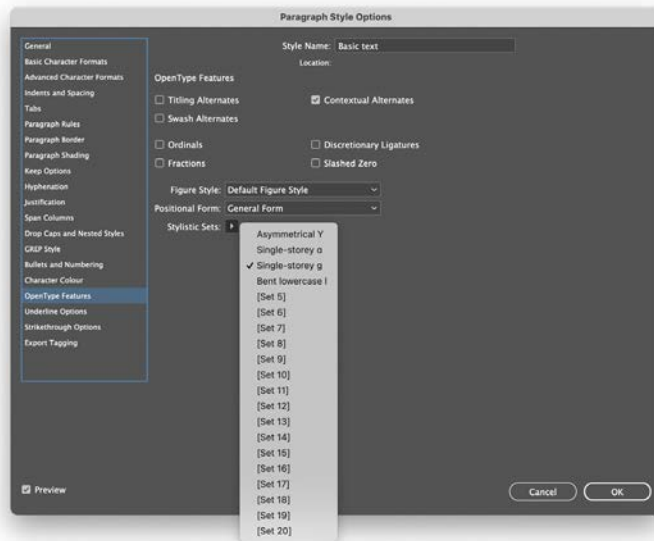 Paragraph Style Options
General
Basic Character Formats
Advanced Character Formats
Indents and Spacing
Tabs
Paragraph Rules
Paragraph Border
Paragraph Shading
Keep Options
Hyphenation
Justification
Span Columns
Drop Caps and Nested Styles
GREP Style
Bullets and Numbering
Character Colour
OpenType Features
Underline Options
Strikethrough Options
Export Tagging
Style Name: Basic text
Location:
OpenType Features
Titling Alternates
Contextual Alternates
Swash Alternates
Ordinals
Discretionary Ligatures
Fractions
Slashed Zero
Figure Style: Default Figure Style
Positional Form: General Form
Stylistic Sets:
Asymmetrical Y
Single-storey ɑ
Single-storey g
Bent lowercase l
[Set 5]
[Set 6]
[Set 7]
[Set 8]
[Set 9]
[Set 10]
[Set 11]
[Set 12]
[Set 13]
[Set 14]
[Set 15]
[Set 16]
[Set 17]
[Set 18]
[Set 19]
[Set 20]
Preview
Cancel
OK